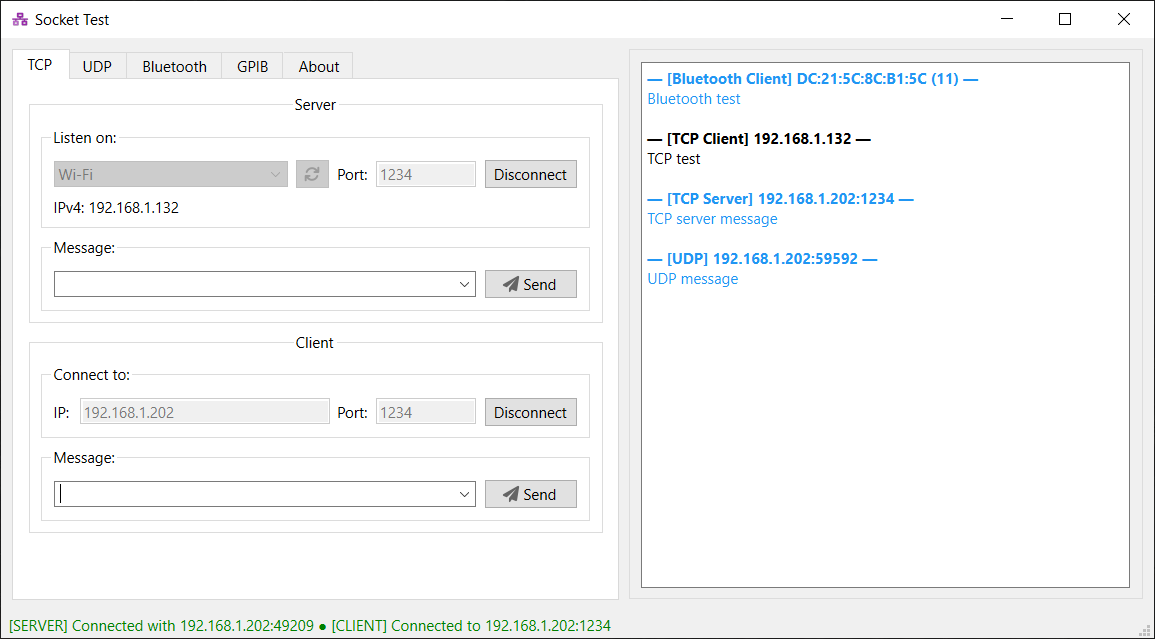 Socket Test
TCP
UDP
Bluetooth
GPIB
About
Server
Listen on:
Wi-Fi
Port:
1234
Disconnect
IPv4: 192.168.1.132
Message:
Send
Client
Connect to:
IP:
192.168.1.202
Port:
1234
Disconnect
Message:
Send
— [Bluetooth Client] DC:21:5C:8C:B1:5C (11) —
Bluetooth test
— [TCP Client] 192.168.1.132 —
TCP test
— [TCP Server] 192.168.1.202:1234 —
TCP server message
— [UDP] 192.168.1.202:59592 —
UDP message
[SERVER] Connected with 192.168.1.202:49209 ● [CLIENT] Connected to 192.168.1.202:1234